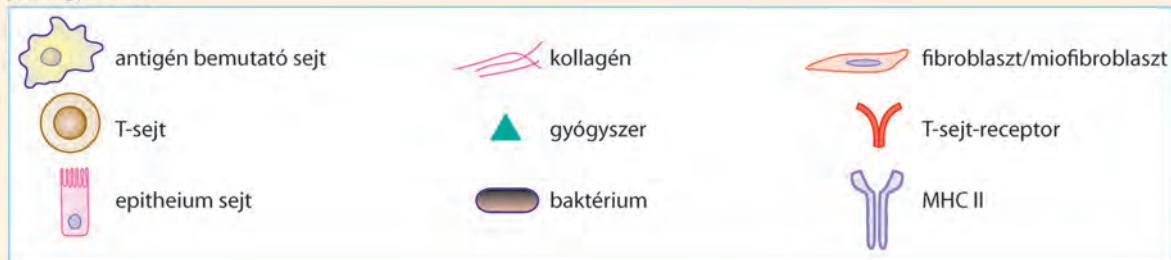 antigén bemutató sejt
kollagén
fibroblaszt/miofibroblaszt
T-sejt
gyógyszer
T-sejt-receptor
epitheium sejt
baktérium
MHC II